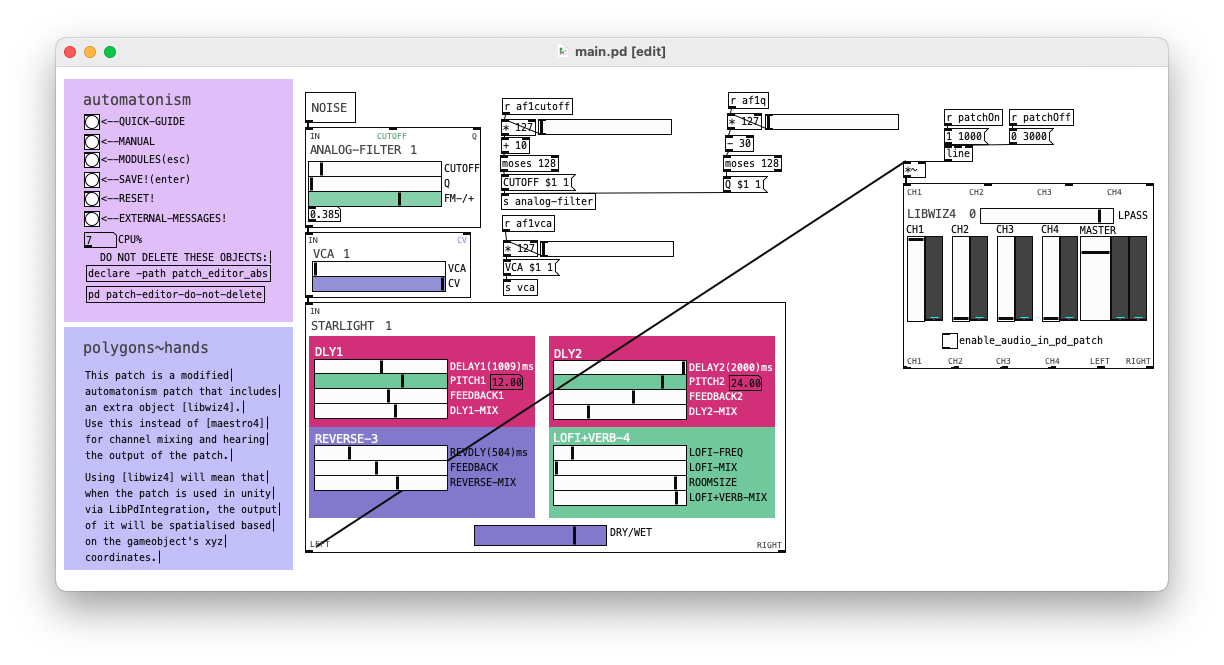 main.pd [edit]
automatonism
<--QUICK-GUIDE
<--MANUAL
<--MODULES(esc)
<--SAVE!(enter)
<--RESET!
<--EXTERNAL-MESSAGES!
7 CPU%
DO NOT DELETE THESE OBJECTS:
declare -path patch_editor_abs
pd patch-editor-do-not-delete
polygons~hands
This patch is a modified
automatonism patch that includes
an extra object [libwiz4].
Use this instead of [maestro4]
for channel mixing and hearing
the output of the patch.
Using [libwiz4] will mean that
when the patch is used in unity
via LibPdIntegration, the output
of it will be spatialised based
on the gameobject's xyz
coordinates.
NOISE
IN CUTOFF Q
ANALOG-FILTER 1
CUTOFF
Q
FM-/+
0.385
IN CV
VCA 1
VCA
CV
r af1cutoff
* 127
+ 10
moses 128
CUTOFF $1 1
s analog-filter
r af1vca
* 127
VCA $1 1
s vca
r af1q
* 127
- 30
moses 128
Q $1 1
IN
STARLIGHT 1
DLY1
DELAY1(1009)ms
PITCH1 12.00
FEEDBACK1
DLY1-MIX
DLY2
DELAY2(2000)ms
PITCH2 24.00
FEEDBACK2
DLY2-MIX
REVERSE-3
REVDLY(504)ms
FEEDBACK
REVERSE-MIX
LOFI+VERB-4
LOFI-FREQ
LOFI-MIX
ROOMSIZE
LOFI+VERB-MIX
DRY/WET
LEFT RIGHT
r patchOn r patchOff
1 1000 0 3000
line
*~
CH1 CH2 CH3 CH4
LIBWIZ4 0 LPASS
CH1 CH2 CH3 CH4 MASTER
enable_audio_in_pd_patch
CH1 CH2 CH3 CH4 LEFT RIGHT